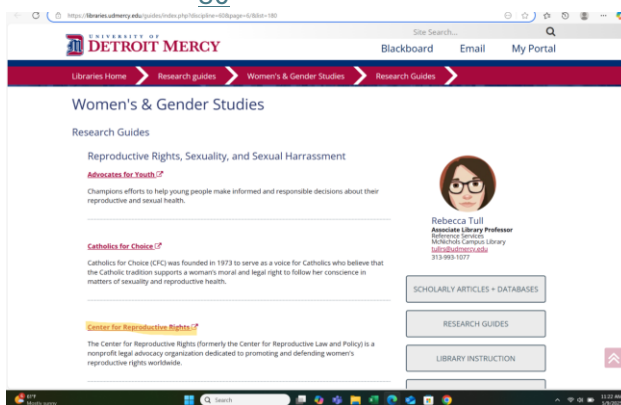 https://libraries.udmercy.edu/guides/index.php?discipline=60&page=6/&list=180
UNIVERSITY OF
DETROIT MERCY
Site Search...
Blackboard Email My Portal
Libraries Home Research guides Women's & Gender Studies Research Guides
Women's & Gender Studies
Research Guides
Reproductive Rights, Sexuality, and Sexual Harrassment
Advocates for Youth
Champions efforts to help young people make informed and responsible decisions about their
reproductive and sexual health.
Catholics for Choice
Catholics for Choice (CFC) was founded in 1973 to serve as a voice for Catholics who believe that
the Catholic tradition supports a woman's moral and legal right to follow her conscience in
matters of sexuality and reproductive health.
Center for Reproductive Rights
The Center for Reproductive Rights (formerly the Center for Reproductive Law and Policy) is a
nonprofit legal advocacy organization dedicated to promoting and defending women's
reproductive rights worldwide.
Rebecca Tull
Associate Library Professor
Reference Services
McNichols Campus Library
tullrs@udmercy.edu
313-993-1077
SCHOLARLY ARTICLES + DATABASES
RESEARCH GUIDES
LIBRARY INSTRUCTION
Mostly sunny
Search
11:22 AM